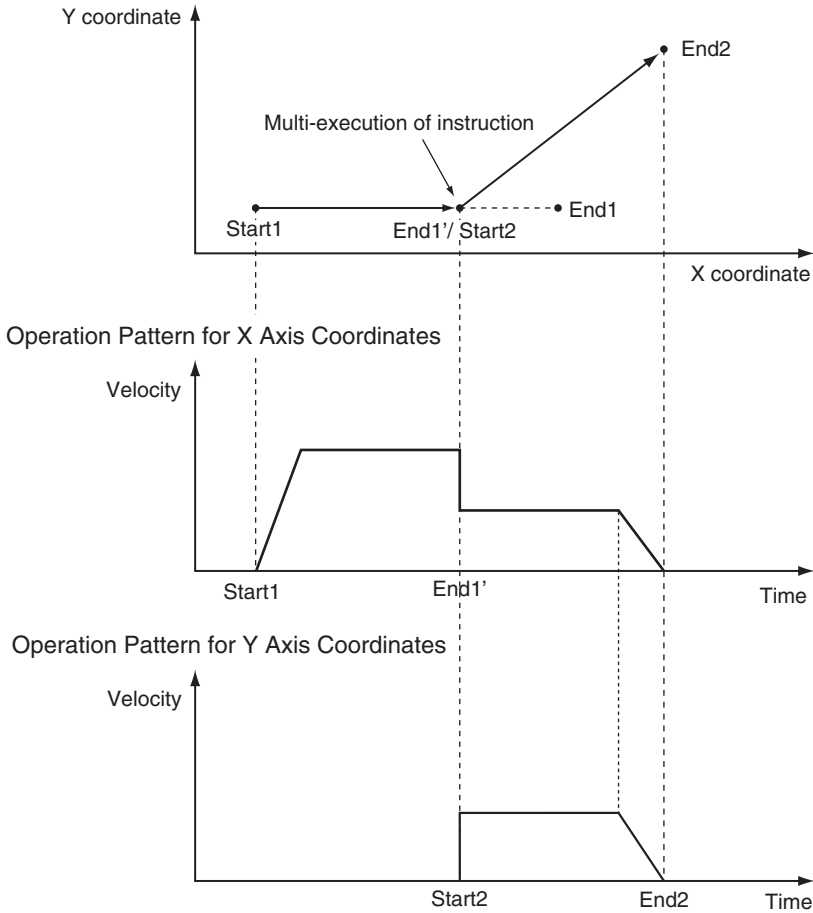 Y coordinate
End2
Multi-execution of instruction
Start1
End1'/ Start2
End1
X coordinate
Operation Pattern for X Axis Coordinates
Velocity
Start1
End1'
Time
Operation Pattern for Y Axis Coordinates
Velocity
Start2
End2
Time